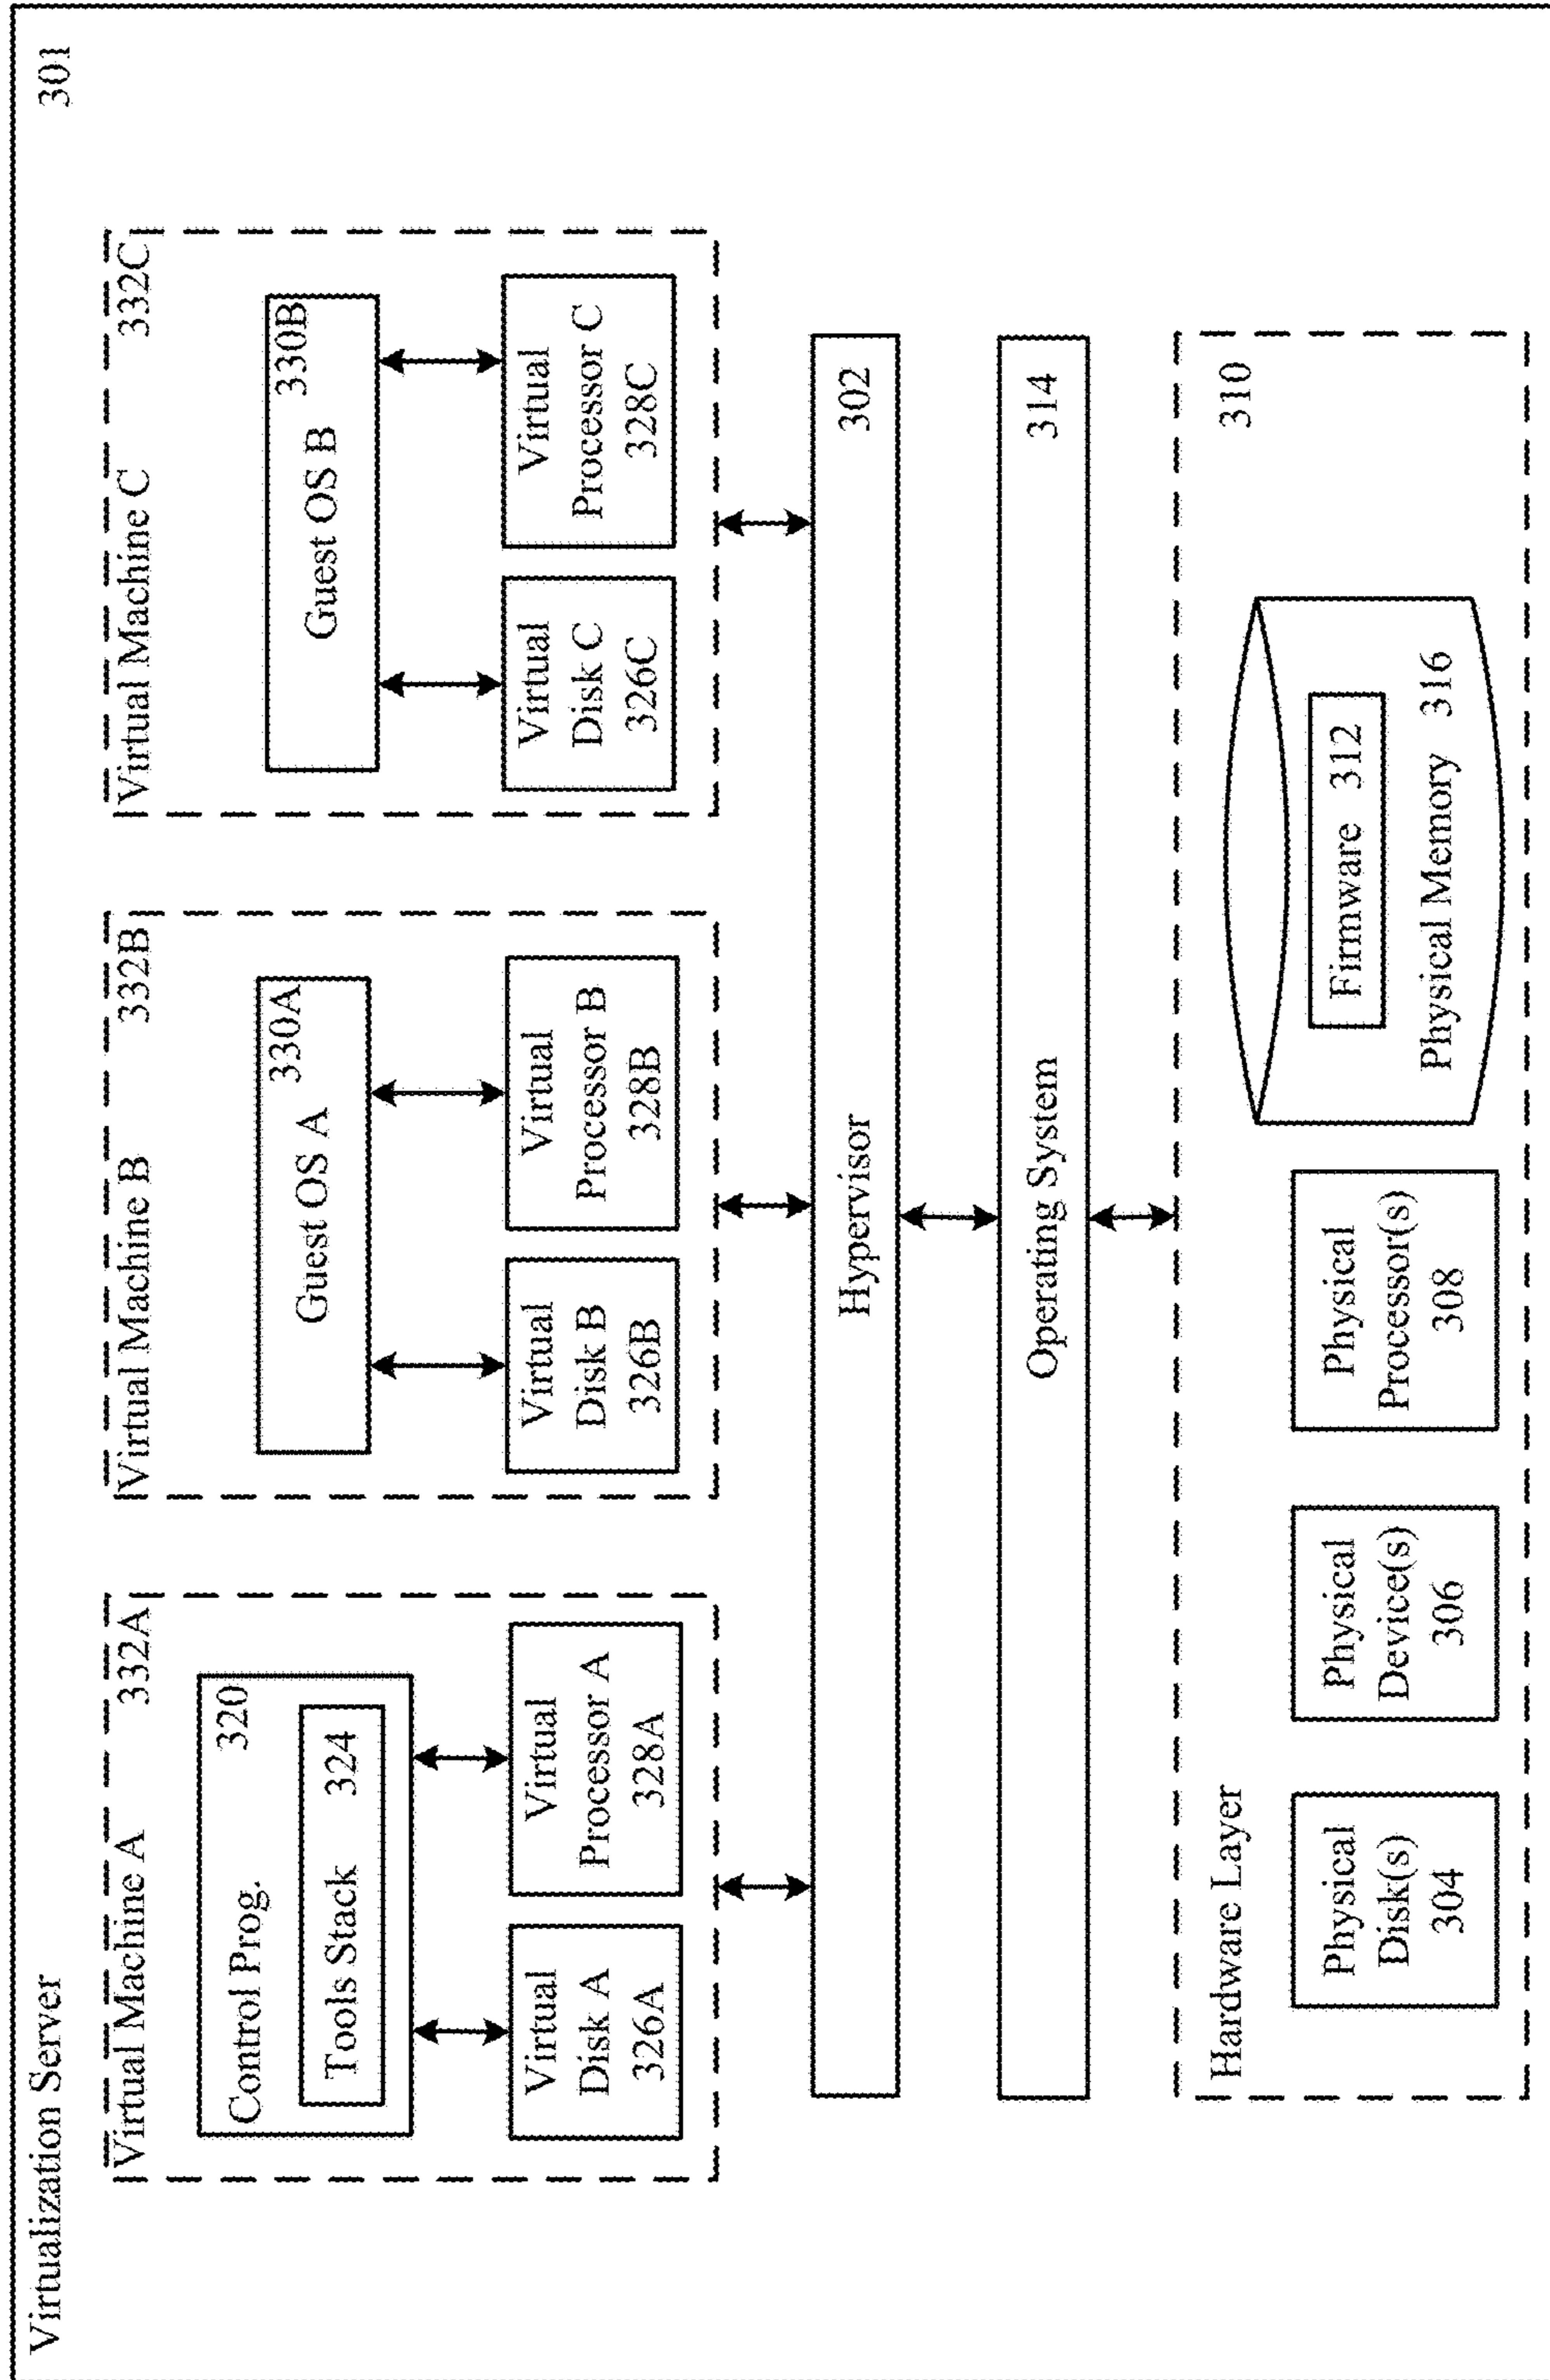 Virtualization Server
301
Virtual Machine A
332A
Control Prog.
320
Tools Stack 324
Virtual
Disk A
326A
Virtual
Processor A
328A
Virtual Machine B
332B
330A
Guest OS A
Virtual
Disk B
326B
Virtual
Processor B
328B
Virtual Machine C
332C
330B
Guest OS B
Virtual
Disk C
326C
Virtual
Processor C
328C
Hypervisor
302
Operating System
314
Hardware Layer
310
Physical
Disk(s)
304
Physical
Device(s)
306
Physical
Processor(s)
308
Firmware 312
Physical Memory 316